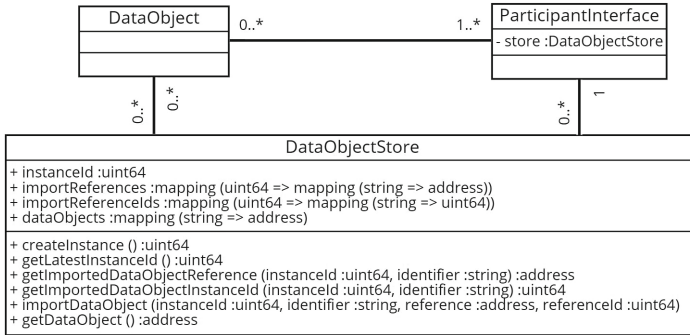 DataObject
0..*
1..*
ParticipantInterface
- store :DataObjectStore
0..*
0..*
0..*
1
DataObjectStore
+ instanceId :uint64
+ importReferences :mapping (uint64 => mapping (string => address))
+ importReferenceIds :mapping (uint64 => mapping (string => uint64))
+ dataObjects :mapping (string => address)
+ createInstance () :uint64
+ getLatestInstanceId () :uint64
+ getImportedDataObjectReference (instanceId :uint64, identifier :string) :address
+ getImportedDataObjectInstanceId (instanceId :uint64, identifier :string) :uint64
+ importDataObject (instanceId :uint64, identifier :string, reference :address, referenceId :uint64)
+ getDataObject () :address